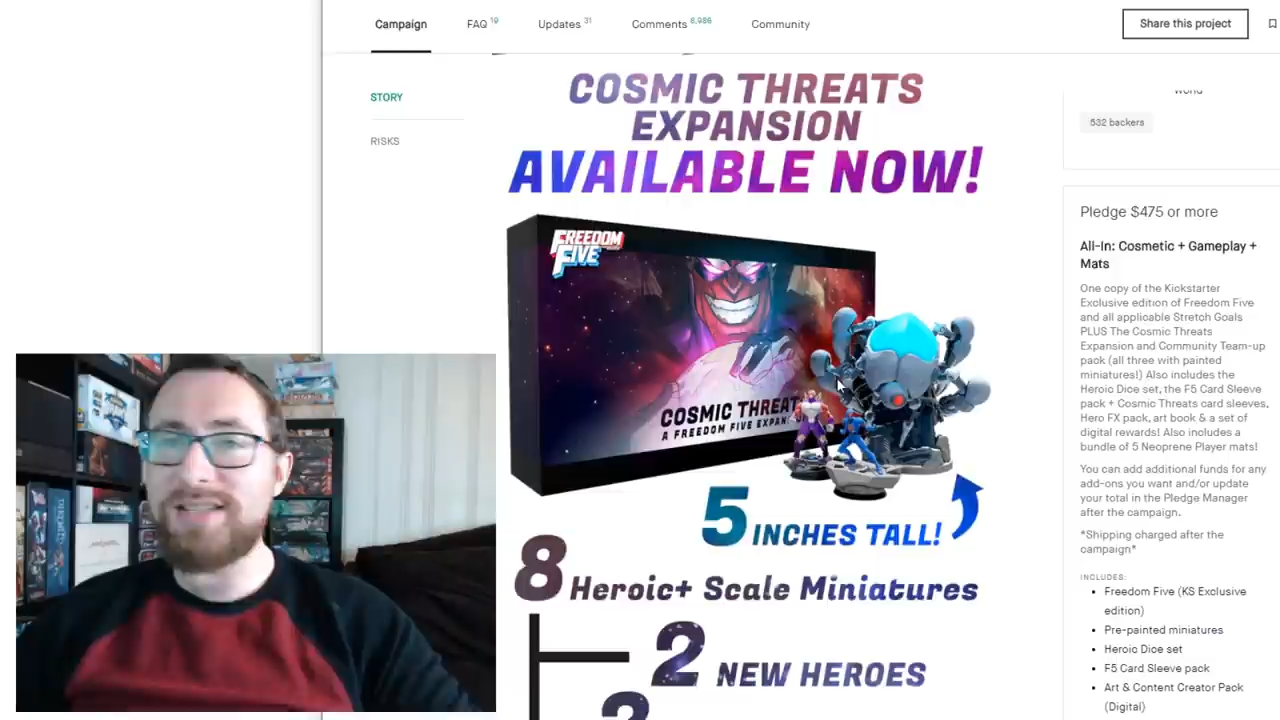 Campaign
FAQ 19
Updates 31
Comments 6,986
Community
Share this project
STORY
RISKS
COSMIC THREATS
EXPANSION
AVAILABLE NOW!
FREEDOM
FIVE
COSMIC THREAT
A FREEDOM FIVE EXPAN
5 INCHES TALL!
8 Heroic+ Scale Miniatures
2 NEW HEROES
world
532 backers
Pledge $475 or more
All-In: Cosmetic + Gameplay +
Mats
One copy of the Kickstarter
Exclusive edition of Freedom Five
and all applicable Stretch Goals
PLUS The Cosmic Threats
Expansion and Community Team-up
pack (all three with painted
miniatures!) Also includes the
Heroic Dice set, the F5 Card Sleeve
pack + Cosmic Threats card sleeves,
Hero FX pack, art book & a set of
digital rewards! Also includes a
bundle of 5 Neoprene Player mats!
You can add additional funds for any
add-ons you want and/or update
your total in the Pledge Manager
after the campaign.
*Shipping charged after the
campaign*
INCLUDES:
• Freedom Five (KS Exclusive
edition)
• Pre-painted miniatures
• Heroic Dice set
• F5 Card Sleeve pack
• Art & Content Creator Pack
(Digital)